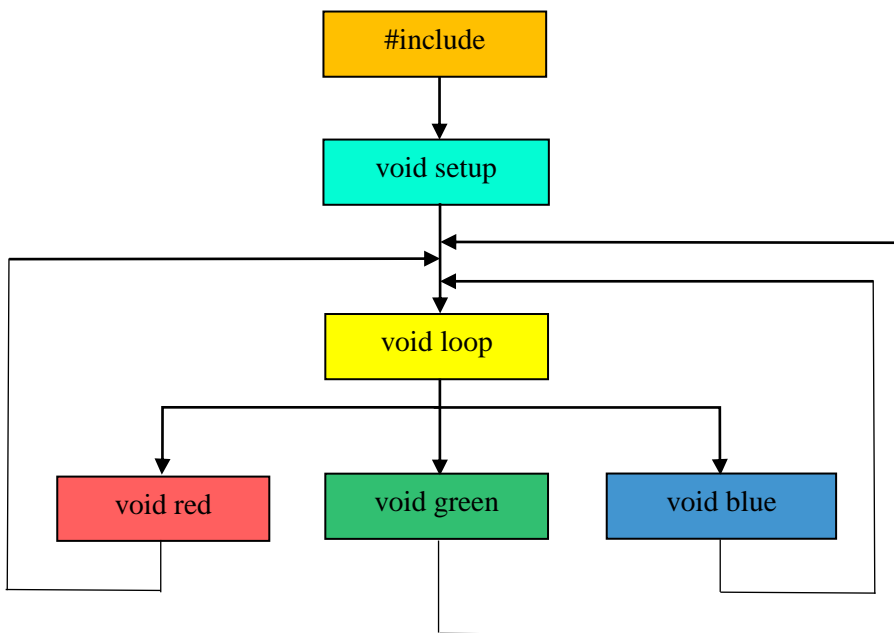 #include
void setup
void loop
void red
void green
void blue